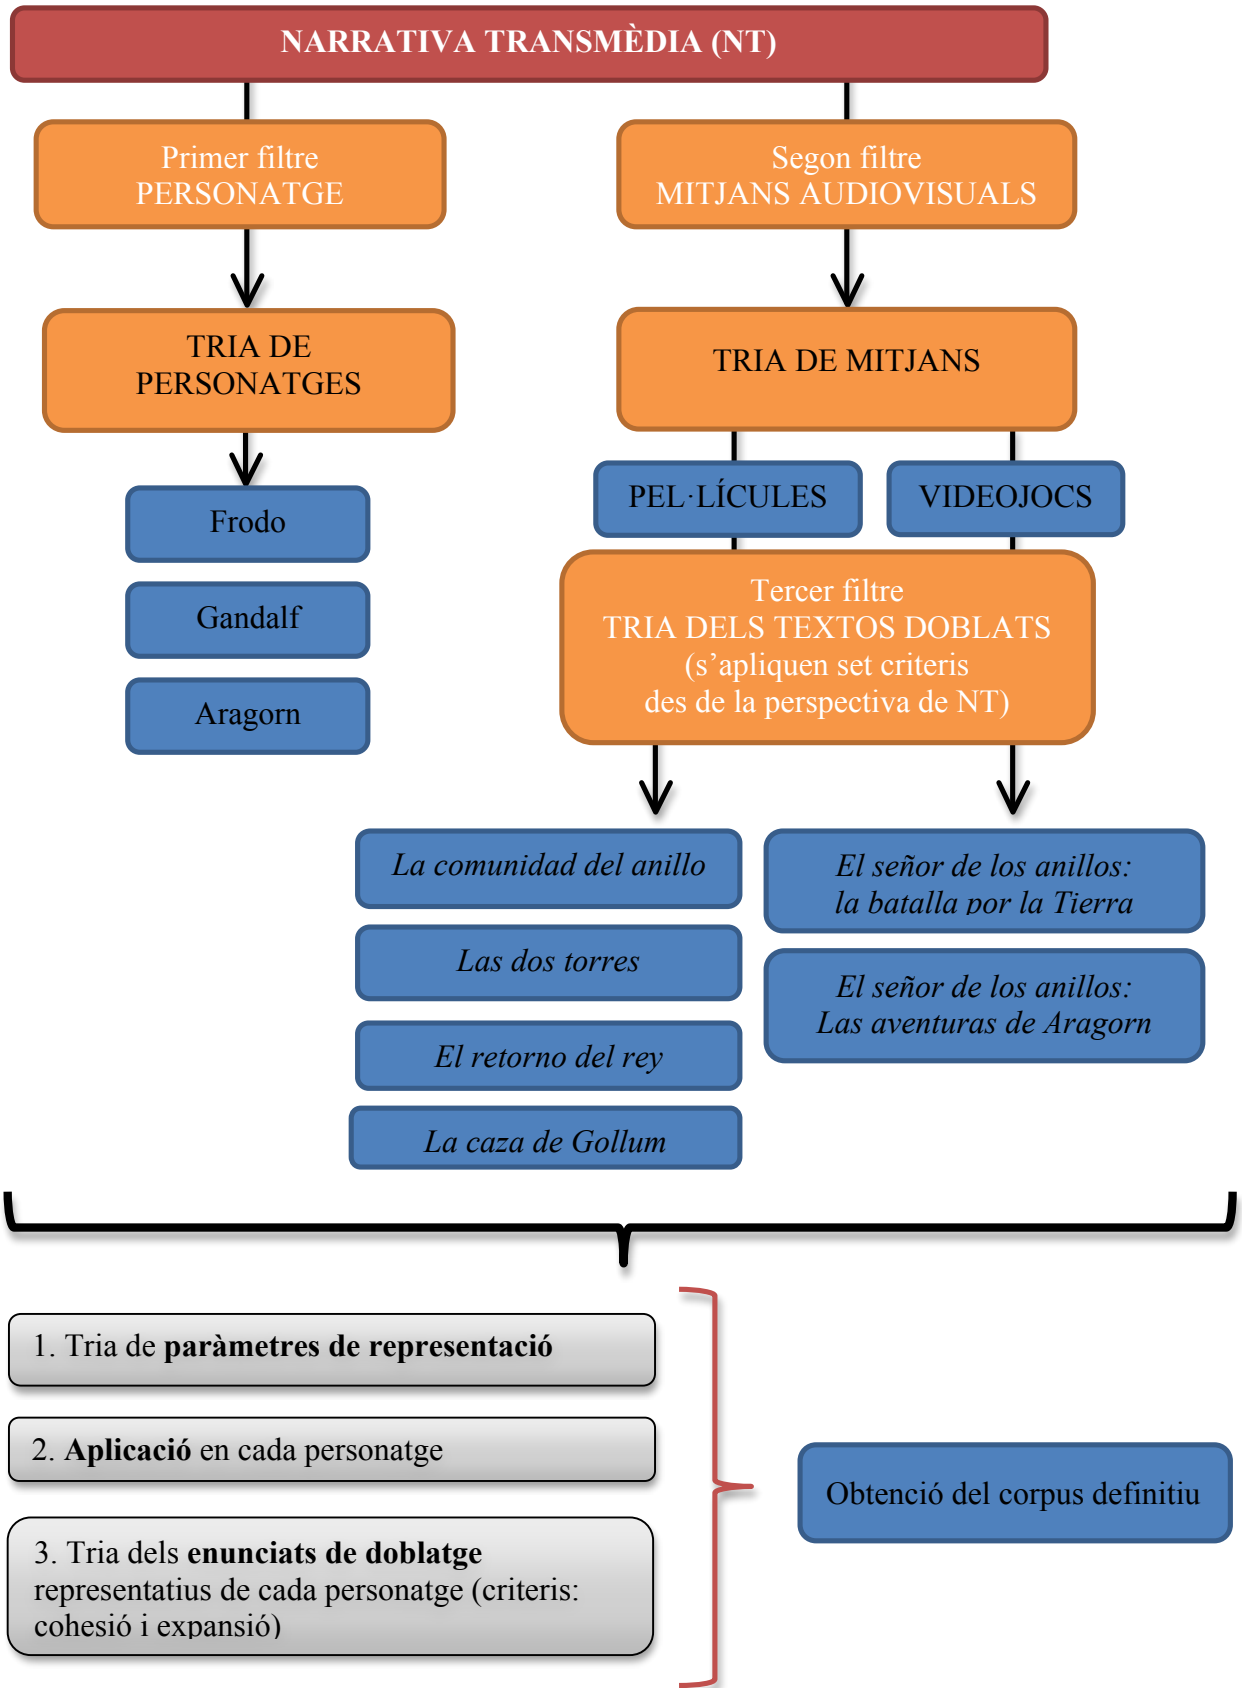 NARRATIVA TRANSMÈDIA (NT)
Primer filtre
PERSONATGE
Segon filtre
MITJANS AUDIOVISUALS
TRIA DE
PERSONATGES
TRIA DE MITJANS
PEL·LÍCULES
VIDEOJOCS
Frodo
Gandalf
Aragorn
Tercer filtre
TRIA DELS TEXTOS DOBLATS
(s’apliquen set criteris
des de la perspectiva de NT)
La comunidad del anillo
Las dos torres
El retorno del rey
La caza de Gollum
El señor de los anillos:
la batalla por la Tierra
El señor de los anillos:
Las aventuras de Aragorn
1. Tria de paràmetres de representació
2. Aplicació en cada personatge
3. Tria dels enunciats de doblatge
representatius de cada personatge (criteris:
cohesió i expansió)
Obtenció del corpus definitiu